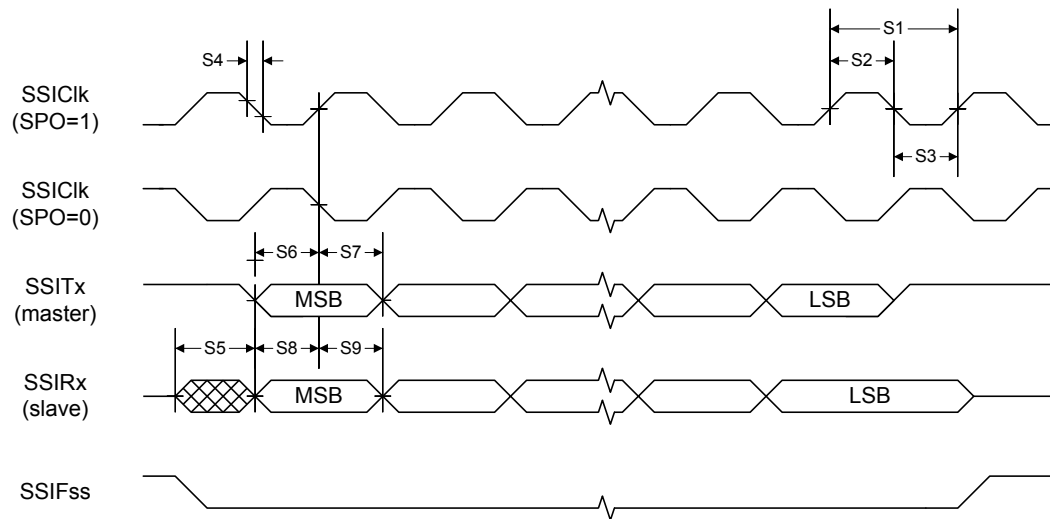 S1
S4
S2
SSIClk
(SPO=1)
S3
SSIClk
(SPO=0)
S6
S7
SSITx
(master)
MSB
LSB
S5
S8
S9
SSIRx
(slave)
MSB
LSB
SSIFss